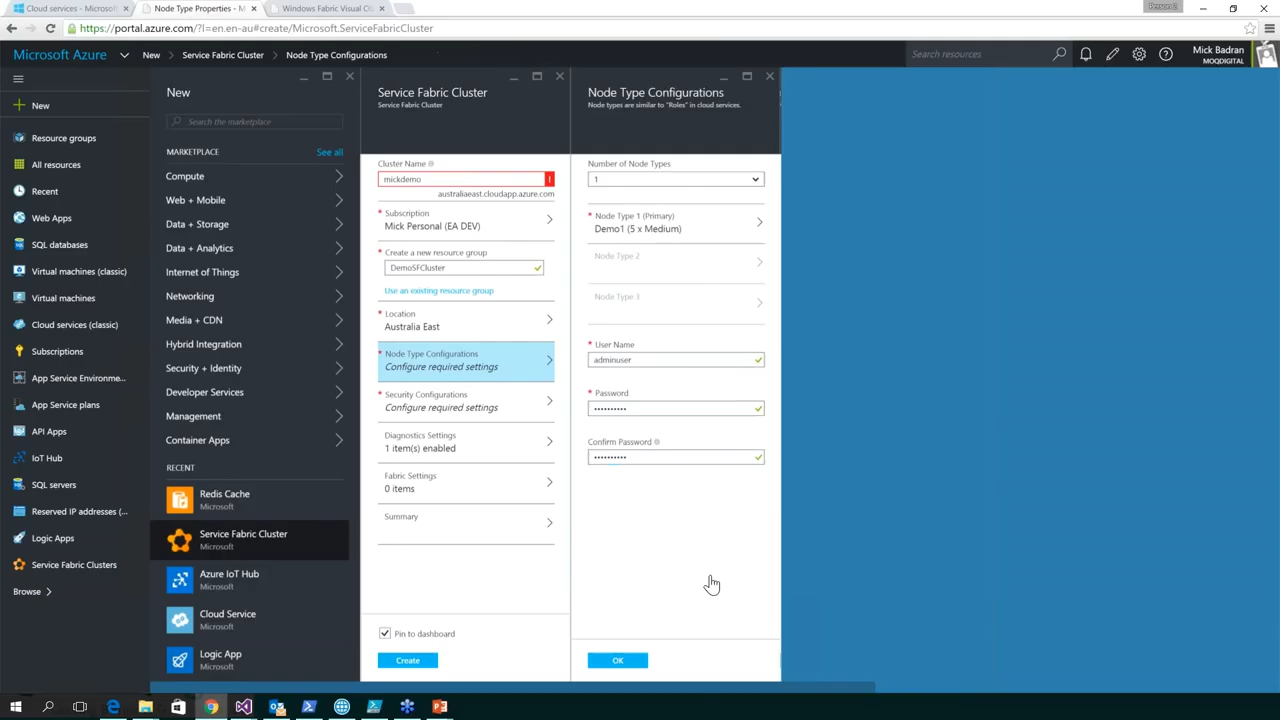 Cloud services - Microsoft
Node Type Properties - M
Windows Fabric Visual Cl
Person 2
https://portal.azure.com/?l=en.en-au#create/Microsoft.ServiceFabricCluster
Microsoft Azure
New
Service Fabric Cluster
Node Type Configurations
Search resources
Mick Badran
MOQDIGITAL
New
Resource groups
All resources
Recent
Web Apps
SQL databases
Virtual machines (classic)
Virtual machines
Cloud services (classic)
Subscriptions
App Service Environme...
App Service plans
API Apps
IoT Hub
SQL servers
Reserved IP addresses (...
Logic Apps
Service Fabric Clusters
Browse
New
Search the marketplace
MARKETPLACE
See all
Compute
Web + Mobile
Data + Storage
Data + Analytics
Internet of Things
Networking
Media + CDN
Hybrid Integration
Security + Identity
Developer Services
Management
Container Apps
RECENT
Redis Cache
Microsoft
Service Fabric Cluster
Microsoft
Azure IoT Hub
Microsoft
Cloud Service
Microsoft
Logic App
Microsoft
Service Fabric Cluster
Service Fabric Cluster
Cluster Name
mickdemo
australiaeast.cloudapp.azure.com
* Subscription
Mick Personal (EA DEV)
* Create a new resource group
DemoSFCluster
Use an existing resource group
* Location
Australia East
* Node Type Configurations
Configure required settings
* Security Configurations
Configure required settings
Diagnostics Settings
1 item(s) enabled
Fabric Settings
0 items
Summary
Pin to dashboard
Create
Node Type Configurations
Node types are similar to "Roles" in cloud services.
Number of Node Types
1
* Node Type 1 (Primary)
Demo1 (5 x Medium)
Node Type 2
Node Type 3
* User Name
adminuser
* Password
••••••••••
Confirm Password
••••••••••
OK